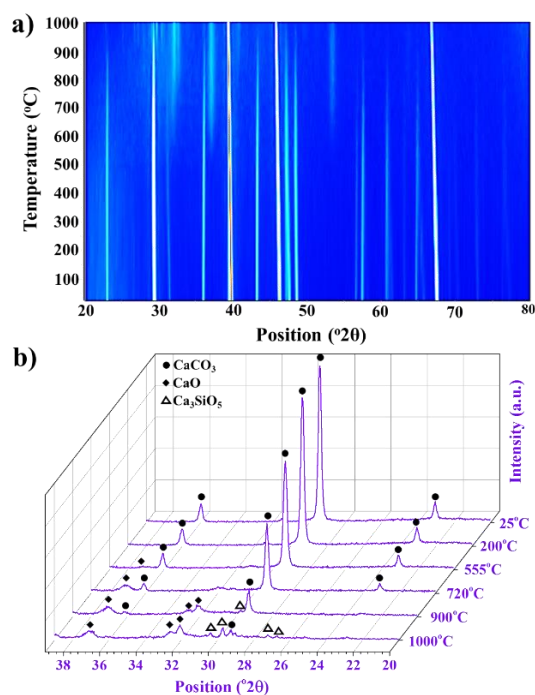 a)
1000
900
800
700
600
500
400
300
200
100
Temperature (°C)
20 30 40 50 60 70 80
Position (°2θ)
b)
● CaCO₃
◆ CaO
△ Ca₃SiO₅
Intensity (a.u.)
25°C
200°C
555°C
720°C
900°C
1000°C
38 36 34 32 30 28 26 24 22 20
Position (°2θ)